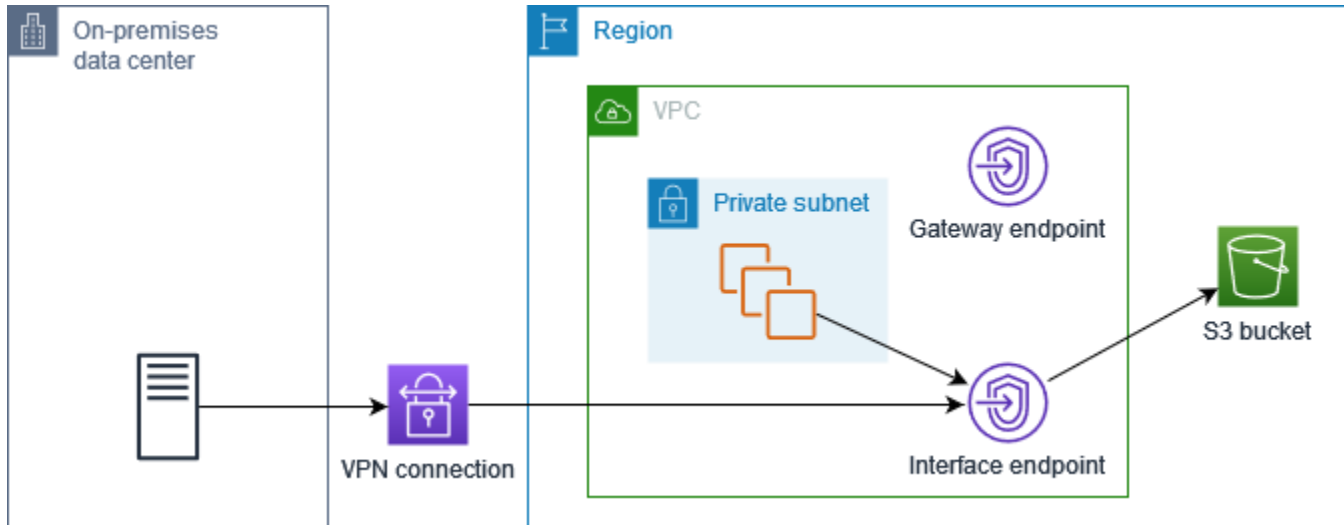 On-premises
data center
Region
VPC
Private subnet
Gateway endpoint
S3 bucket
VPN connection
Interface endpoint